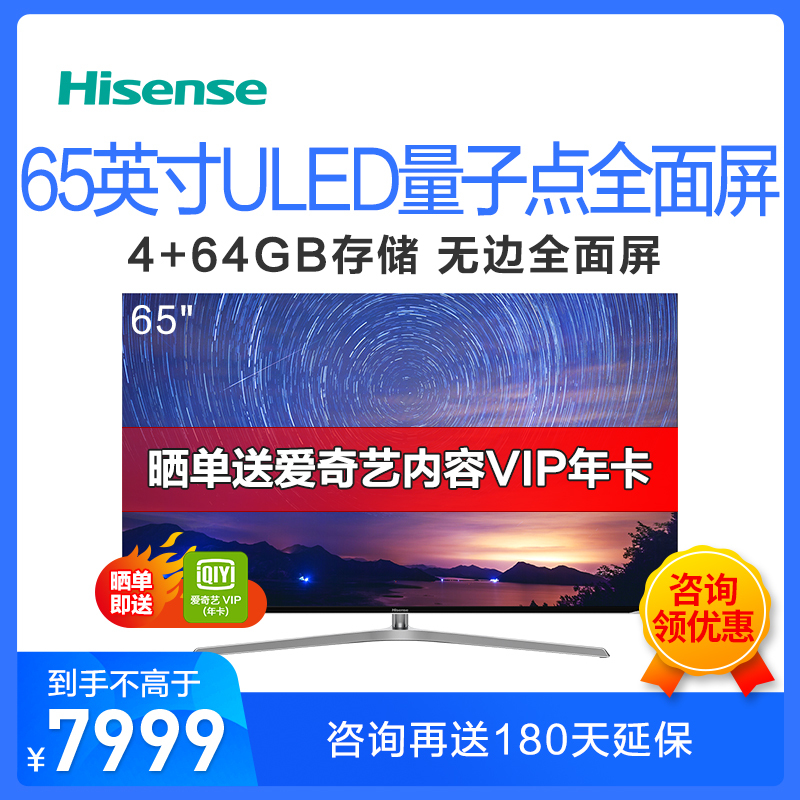 Hisense
65英寸ULED量子点全面屏
4+64GB存储 无边全面屏
65"
晒单送爱奇艺内容VIP年卡
晒单
即送
iQIY
爱奇艺 VIP
(年卡)
Hisense
咨询
领优惠
到手不高于
¥7999
咨询再送180天延保